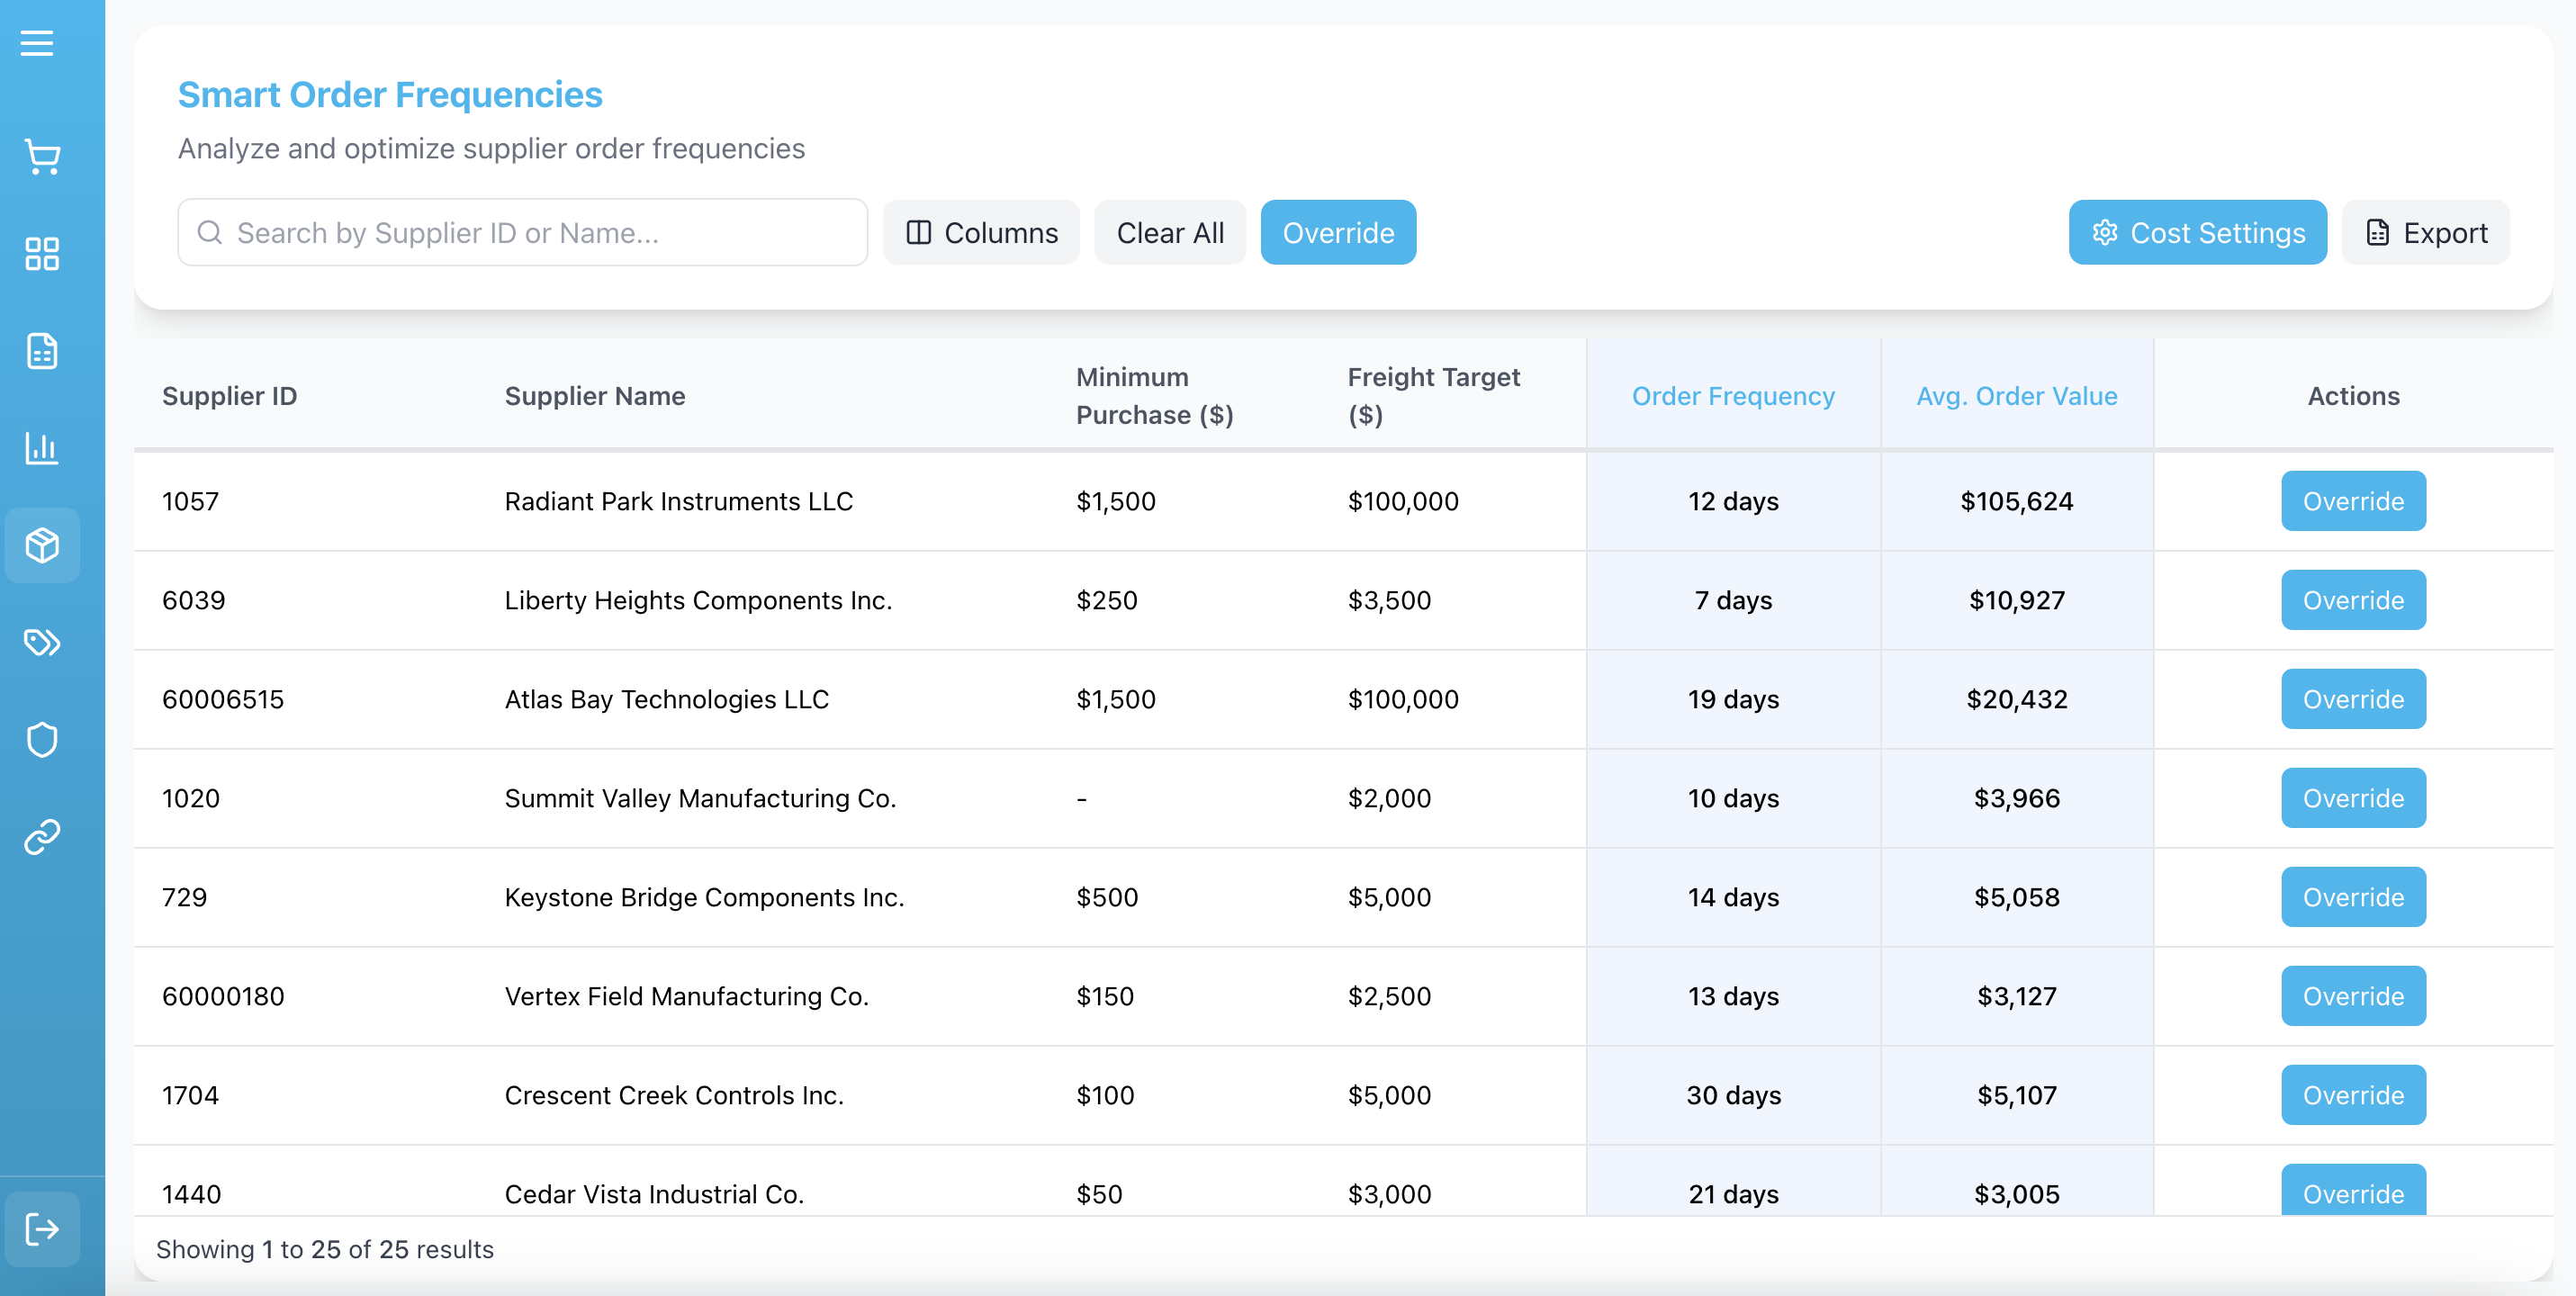 Smart Order Frequencies
Analyze and optimize supplier order frequencies
Search by Supplier ID or Name...
Columns
Clear All
Override
Cost Settings
Export
Supplier ID Supplier Name Minimum Purchase ($) Freight Target ($) Order Frequency Avg. Order Value Actions
1057 Radiant Park Instruments LLC $1,500 $100,000 12 days $105,624 Override
6039 Liberty Heights Components Inc. $250 $3,500 7 days $10,927 Override
60006515 Atlas Bay Technologies LLC $1,500 $100,000 19 days $20,432 Override
1020 Summit Valley Manufacturing Co. - $2,000 10 days $3,966 Override
729 Keystone Bridge Components Inc. $500 $5,000 14 days $5,058 Override
60000180 Vertex Field Manufacturing Co. $150 $2,500 13 days $3,127 Override
1704 Crescent Creek Controls Inc. $100 $5,000 30 days $5,107 Override
1440 Cedar Vista Industrial Co. $50 $3,000 21 days $3,005 Override
Showing 1 to 25 of 25 results